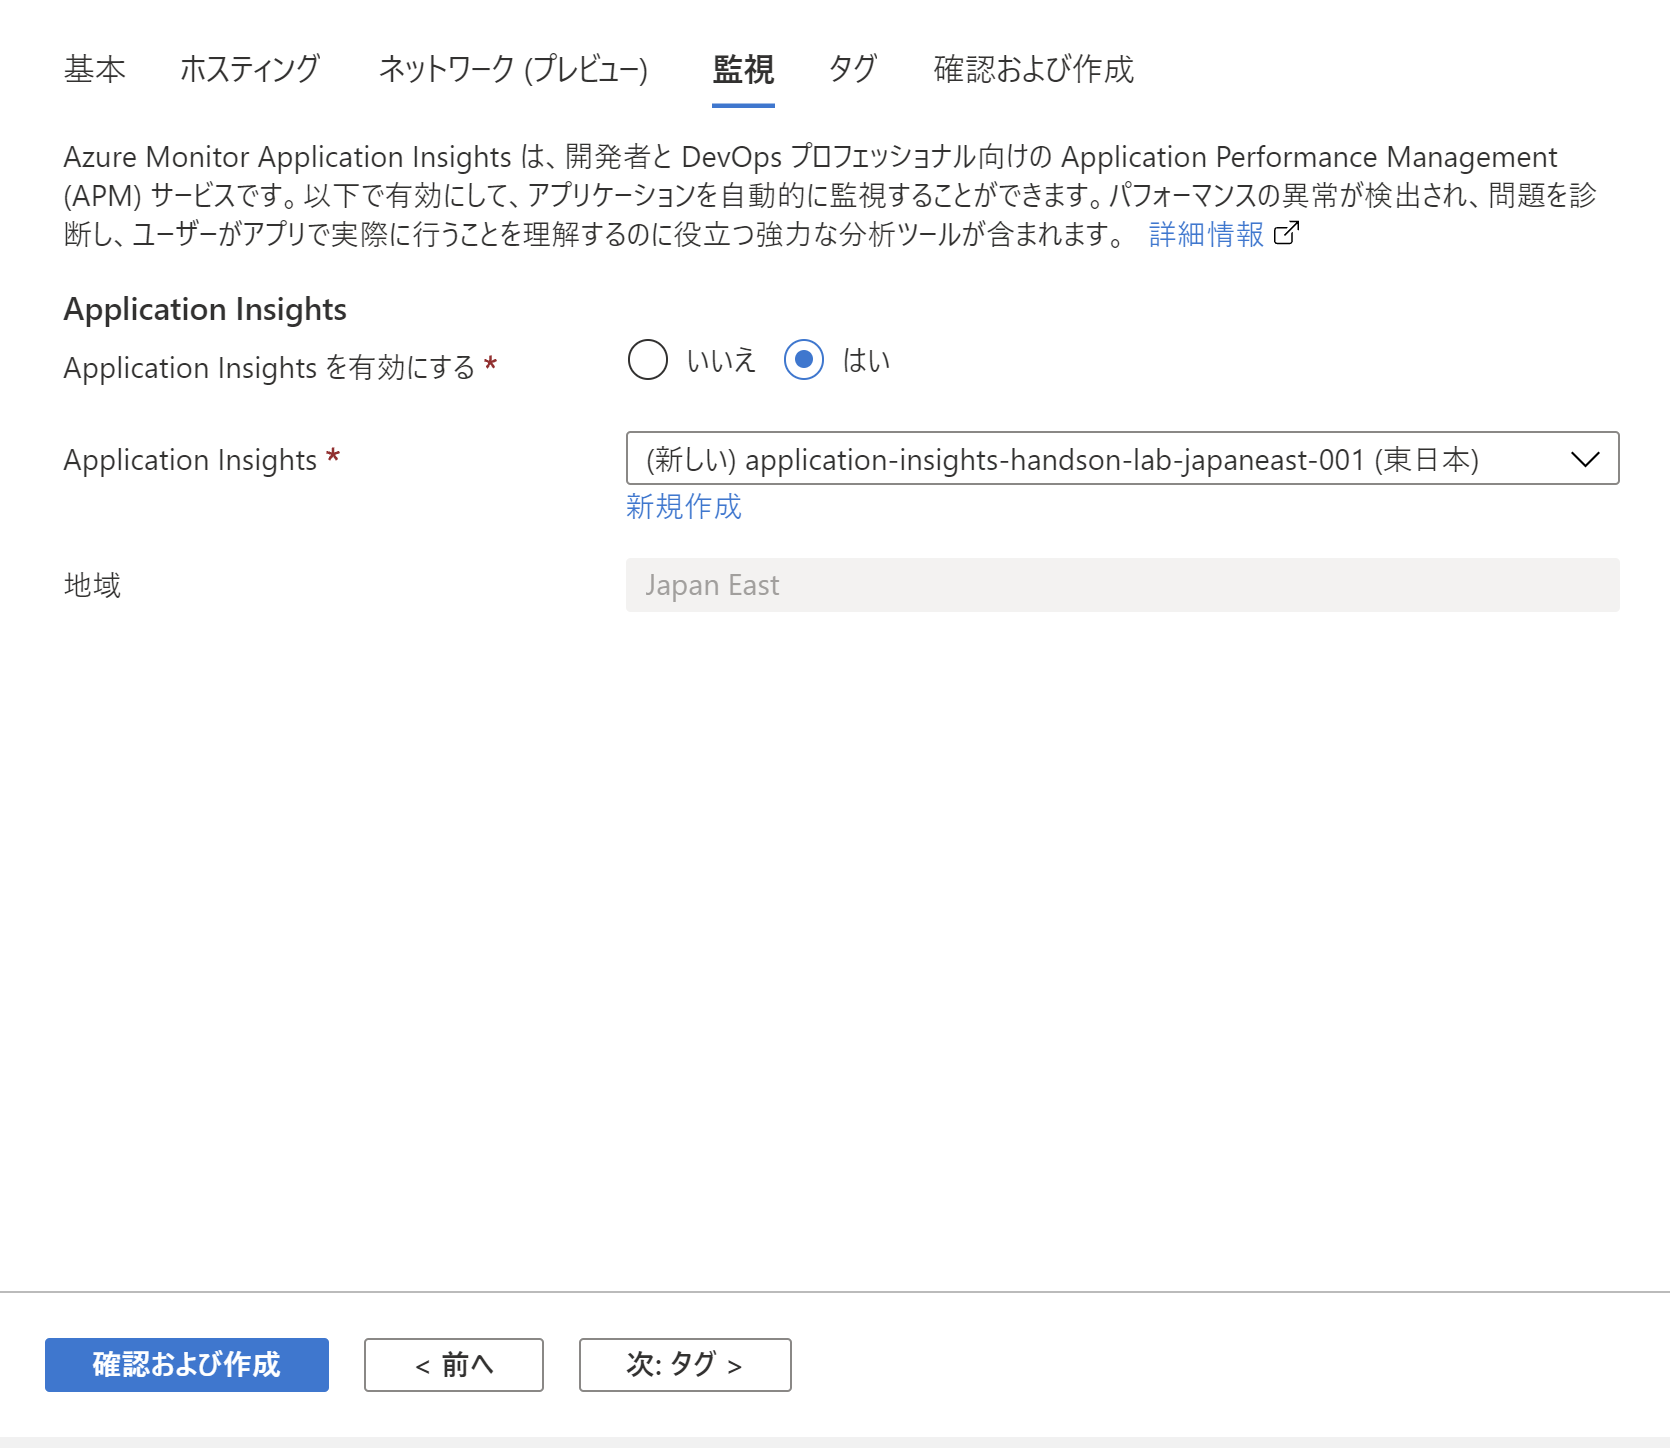 基本 ホスティング ネットワーク (プレビュー) 監視 タグ 確認および作成
Azure Monitor Application Insights は、開発者と DevOps プロフェッショナル向けの Application Performance Management
(APM) サービスです。以下で有効にして、アプリケーションを自動的に監視することができます。パフォーマンスの異常が検出され、問題を診
断し、ユーザーがアプリで実際に行うことを理解するのに役立つ強力な分析ツールが含まれます。 詳細情報
Application Insights
Application Insights を有効にする * いいえ はい
Application Insights * (新しい) application-insights-handson-lab-japaneast-001 (東日本)
新規作成
地域 Japan East
確認および作成 < 前へ 次: タグ >